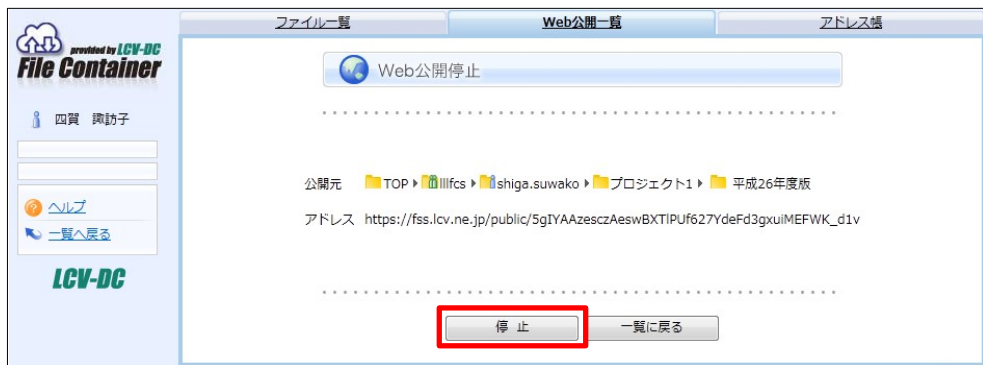 ファイル一覧
Web公開一覧
アドレス帳
provided by LCV-DC
File Container
四賀 諏訪子
ヘルプ
一覧へ戻る
LCV-DC
Web公開停止
公開元 TOP lllfcs shiga.suwako プロジェクト1 平成26年度版
アドレス https://fss.lcv.ne.jp/public/5gIYAAzesczAeswBXTlPUf627YdeFd3gxuiMEFWK_d1v
停 止
一覧に戻る